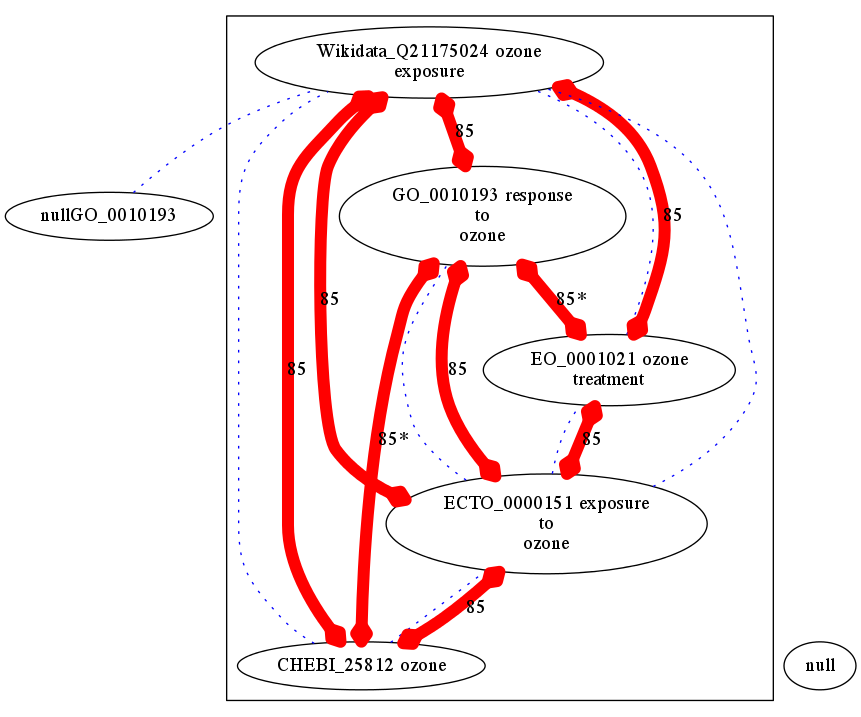 Wikidata_Q21175024 ozone
exposure
85
nullGO_0010193
GO_0010193 response
to
ozone
85
85
85*
EO_0001021 ozone
treatment
85
85
85*
85
ECTO_0000151 exposure
to
ozone
85
CHEBI_25812 ozone
null